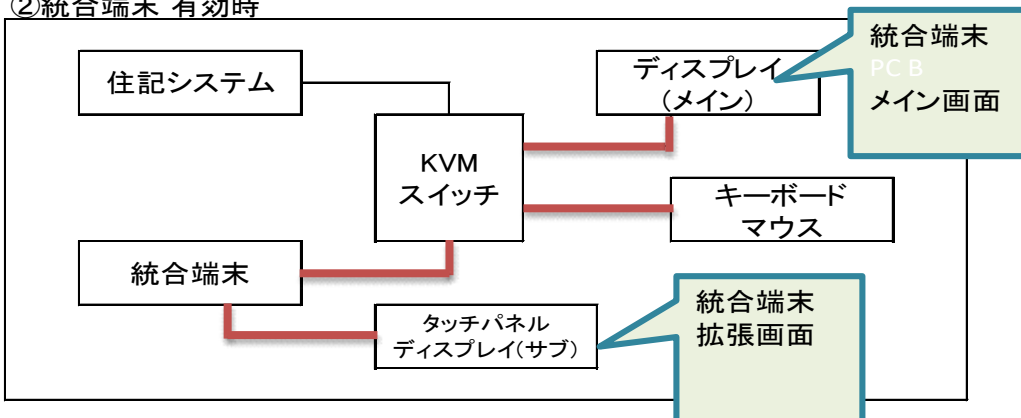 ②統合端末 有効時
住記システム
ディスプレイ
(メイン)
統合端末
PC B
メイン画面
KVM
スイッチ
キーボード
マウス
統合端末
タッチパネル
ディスプレイ(サブ)
統合端末
拡張画面